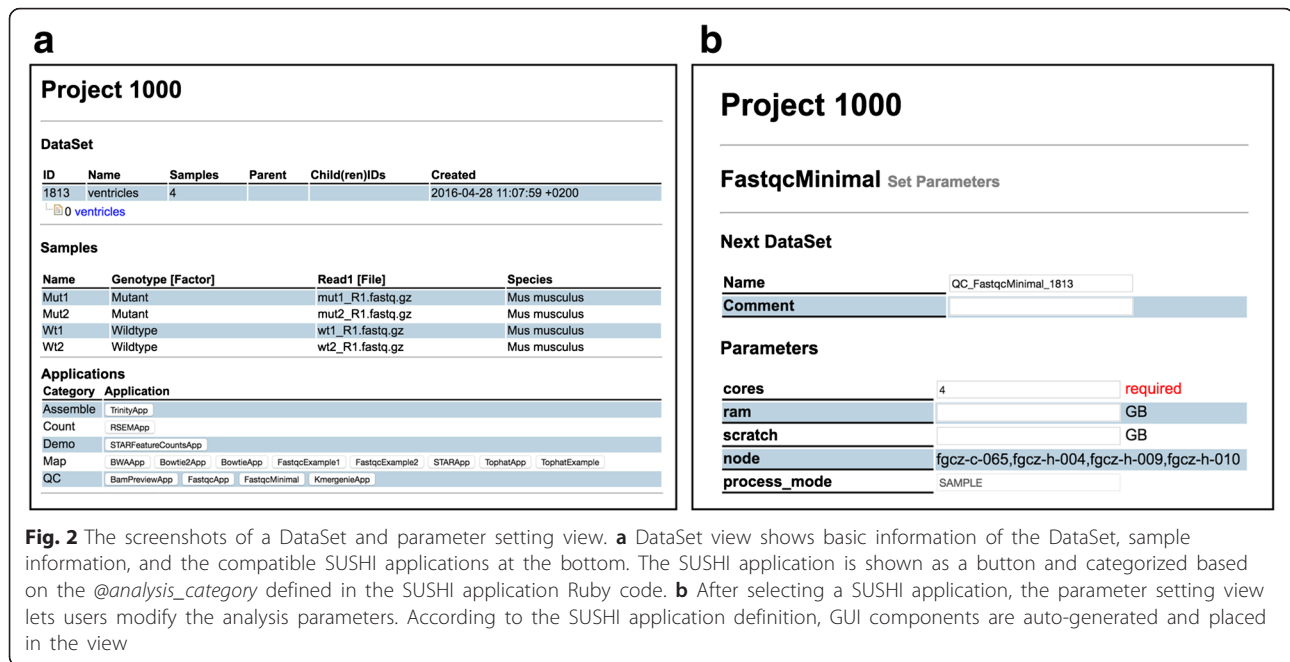 a
Project 1000
DataSet
ID Name Samples Parent Child(ren)IDs Created
1813 ventricles 4 2016-04-28 11:07:59 +0200
0 ventricles
Samples
Name Genotype [Factor] Read1 [File] Species
Mut1 Mutant mut1_R1.fastq.gz Mus musculus
Mut2 Mutant mut2_R1.fastq.gz Mus musculus
Wt1 Wildtype wt1_R1.fastq.gz Mus musculus
Wt2 Wildtype wt2_R1.fastq.gz Mus musculus
Applications
Category Application
Assemble TrinityApp
Count RSEMApp
Demo STARFeatureCountsApp
Map BWAApp Bowtie2App BowtieApp FastqcExample1 FastqcExample2 STARApp TophatApp TophatExample
QC BamPreviewApp FastqcApp FastqcMinimal KmergenieApp
b
Project 1000
FastqcMinimal Set Parameters
Next DataSet
Name QC_FastqcMinimal_1813
Comment
Parameters
cores 4 required
ram GB
scratch GB
node fgcz-c-065,fgcz-h-004,fgcz-h-009,fgcz-h-010
process_mode SAMPLE
Fig. 2 The screenshots of a DataSet and parameter setting view. a DataSet view shows basic information of the DataSet, sample
information, and the compatible SUSHI applications at the bottom. The SUSHI application is shown as a button and categorized based
on the @analysis_category defined in the SUSHI application Ruby code. b After selecting a SUSHI application, the parameter setting view
lets users modify the analysis parameters. According to the SUSHI application definition, GUI components are auto-generated and placed
in the view